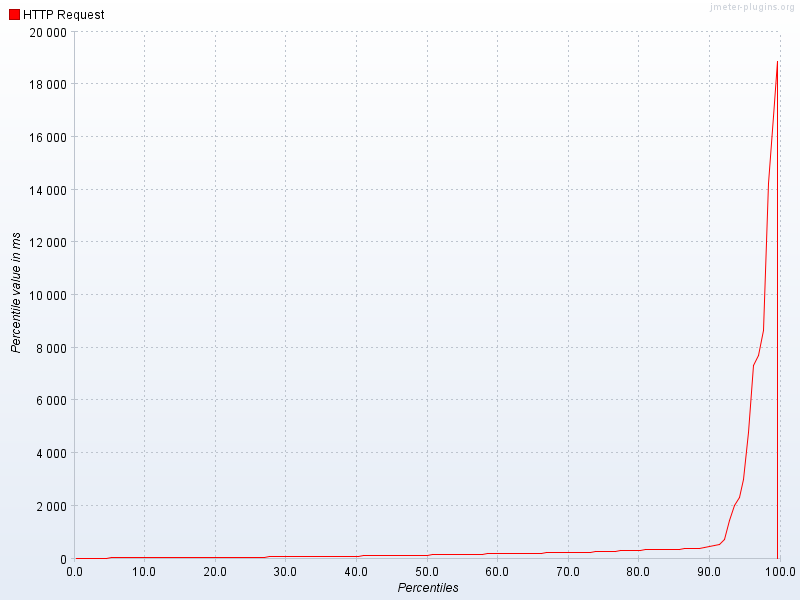 jmeter-plugins.org
HTTP Request
20 000
18 000
16 000
14 000
12 000
10 000
8 000
6 000
4 000
2 000
0
Percentile value in ms
0.0 10.0 20.0 30.0 40.0 50.0 60.0 70.0 80.0 90.0 100.0
Percentiles